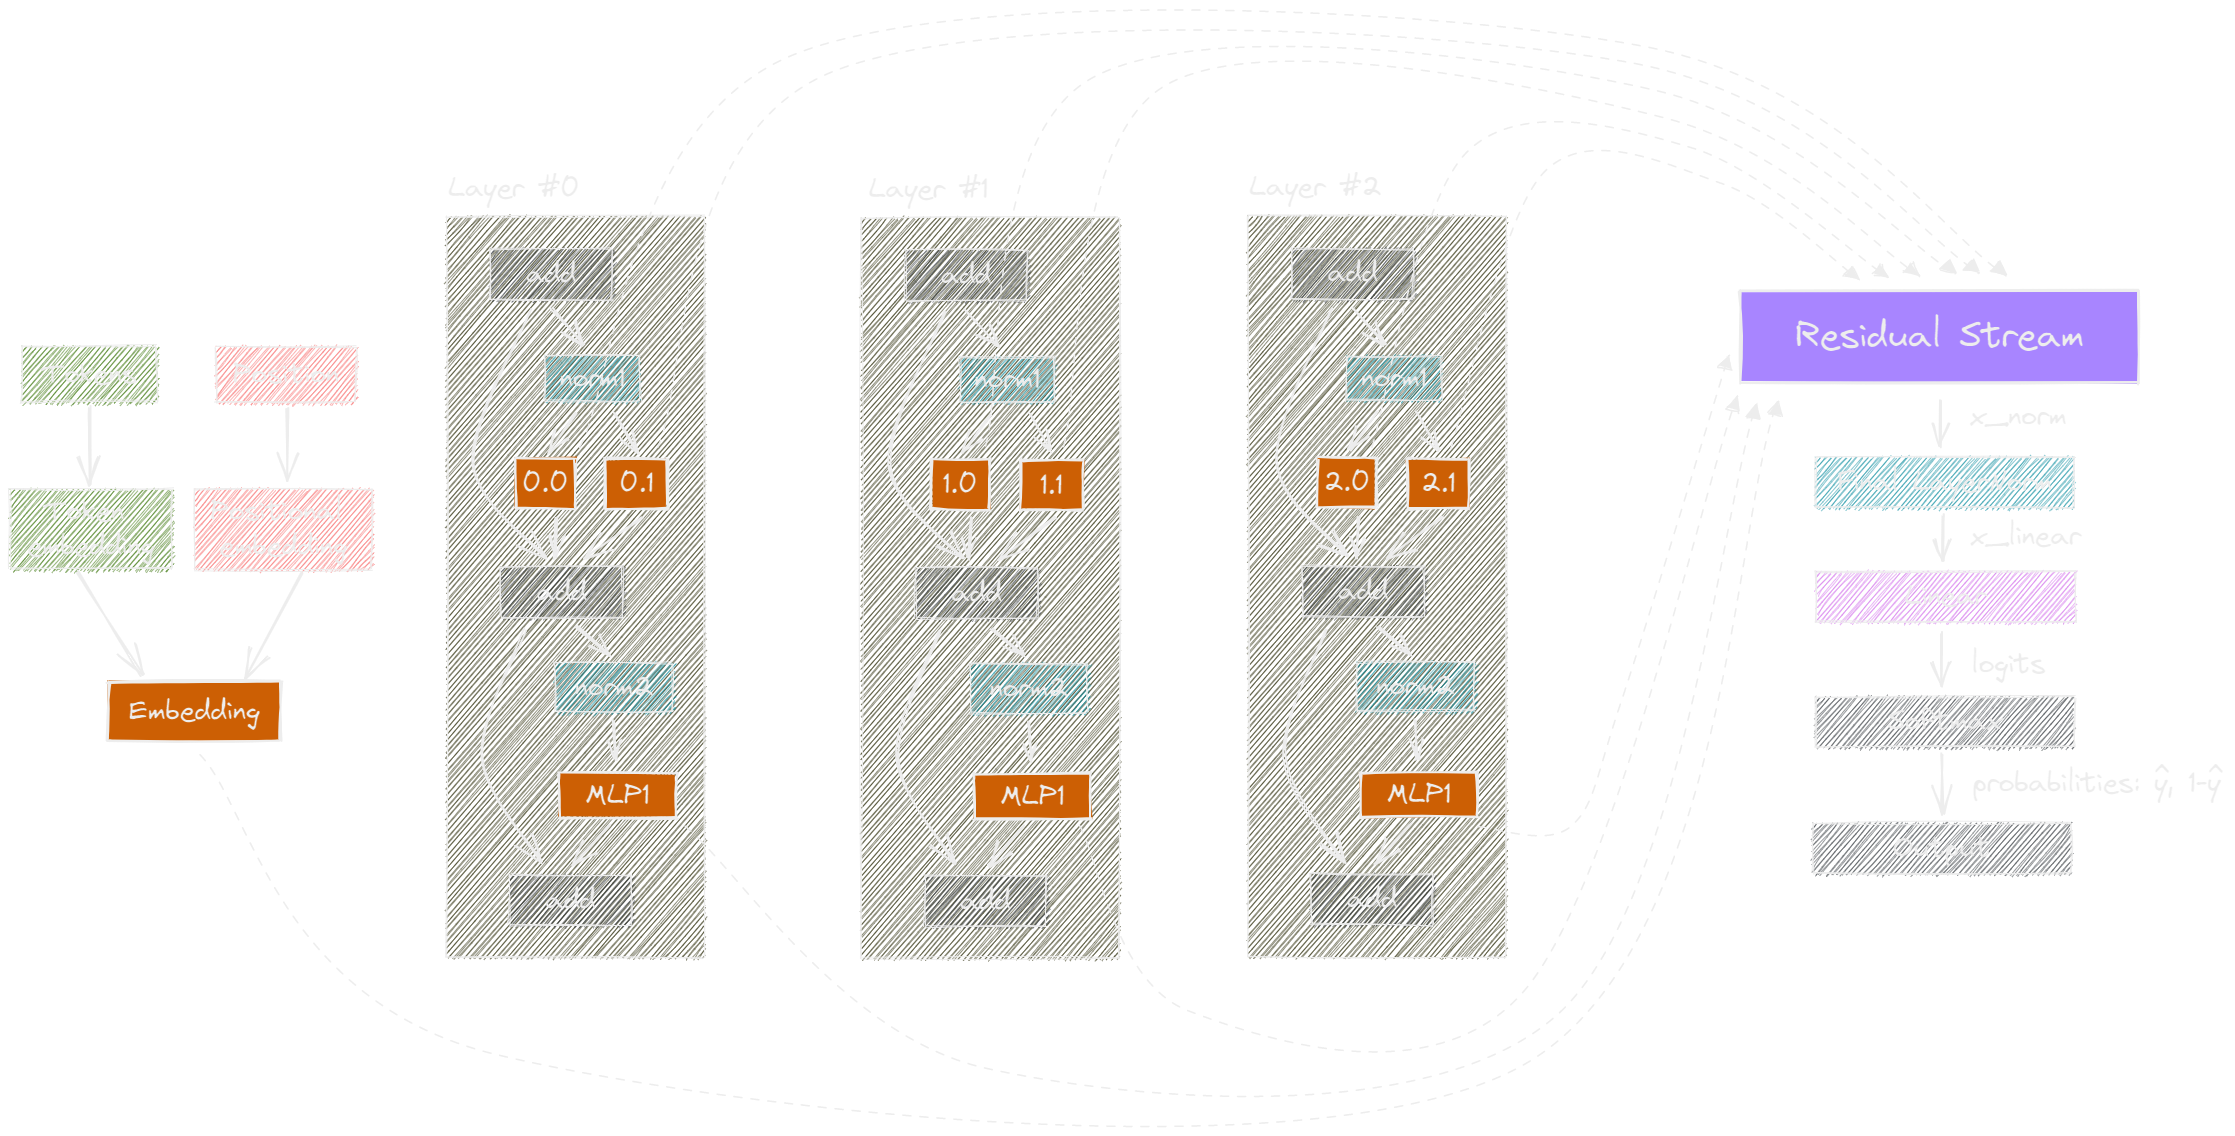 Tokens
Position
Token
embedding
Positional
embedding
Embedding
Layer #0
add
norm1
0.0
0.1
add
norm2
MLP1
add
Layer #1
add
norm1
1.0
1.1
add
norm2
MLP1
add
Layer #2
add
norm1
2.0
2.1
add
norm2
MLP1
add
Residual Stream
x_norm
Final LayerNorm
x_linear
Linear
logits
Softmax
probabilities: ŷ, 1-ŷ
Output